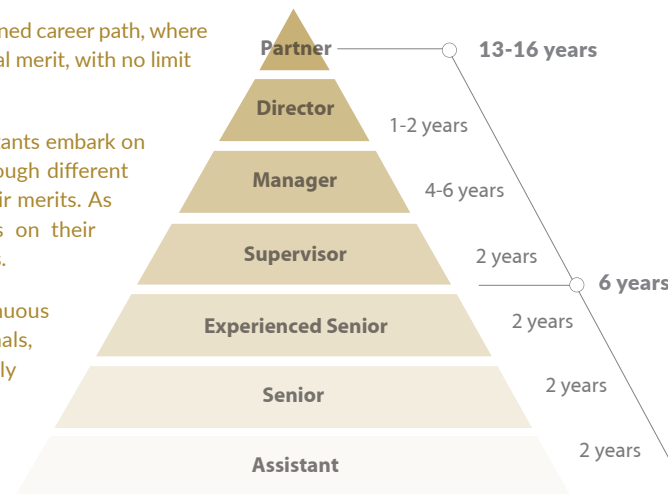 ned career path, where
al merit, with no limit
tants embark on
ough different
ir merits. As
s on their
s.
nuous
nals,
ly
Partner
13-16 years
Director
1-2 years
Manager
4-6 years
Supervisor
2 years
6 years
Experienced Senior
2 years
Senior
2 years
Assistant
2 years